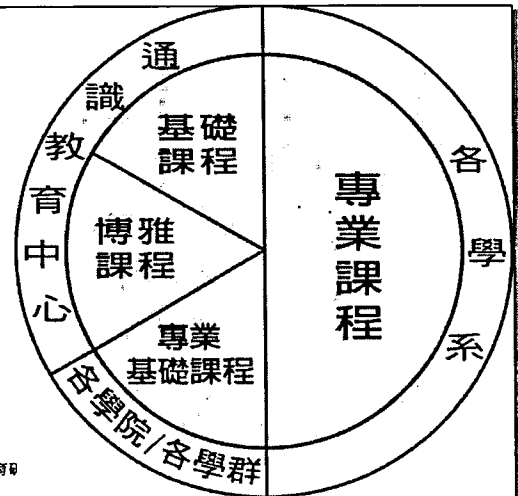 通識教育中心
基礎
課程
博雅
課程
專業
基礎課程
各學院/各學群
專業課程
各學系